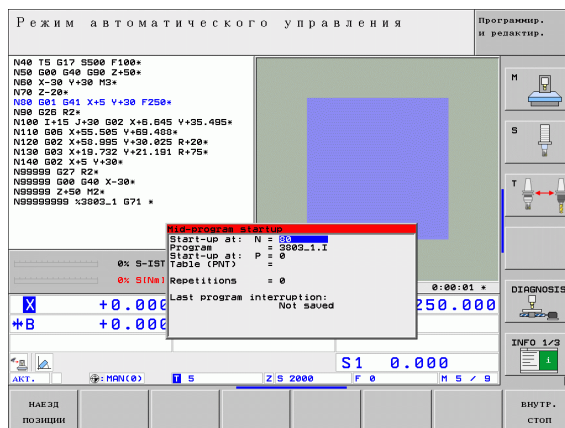 Режим автоматического управления
Программир. и редактир.
N40 T5 G17 S500 F100*
N50 G00 G40 G90 Z+50*
N60 X-30 Y+30 M3*
N70 Z-20*
N80 G01 G41 X+5 Y+30 F250*
N90 G26 R2*
N100 I+15 J+30 G02 X+6.645 Y+35.495*
N110 G06 X+55.505 Y+69.488*
N120 G02 X+58.995 Y+30.025 R+20*
N130 G03 X+19.732 Y+21.191 R+75*
N140 G02 X+5 Y+30*
N99999 G27 R2*
N99999 G00 G40 X-30*
N99999 Z+50 M2*
N99999999 %3803_1 G71 *
M
S
T
Mid-program startup
Start-up at: N = 80
Program = 3803_1.I
Start-up at: P = 0
Table (PNT) =
Repetitions = 0
Last program interruption:
Not saved
0% S-IST
0% S[Nm]
0:00:01 *
X +0.000
250.000
B +0.000
S1 0.000
АКТ.
: MAN(0)
T 5
Z S 2000
F 0
M 5 / 9
DIAGNOSIS
INFO 1/3
НАЕЗД ПОЗИЦИИ
ВНУТР. СТОП